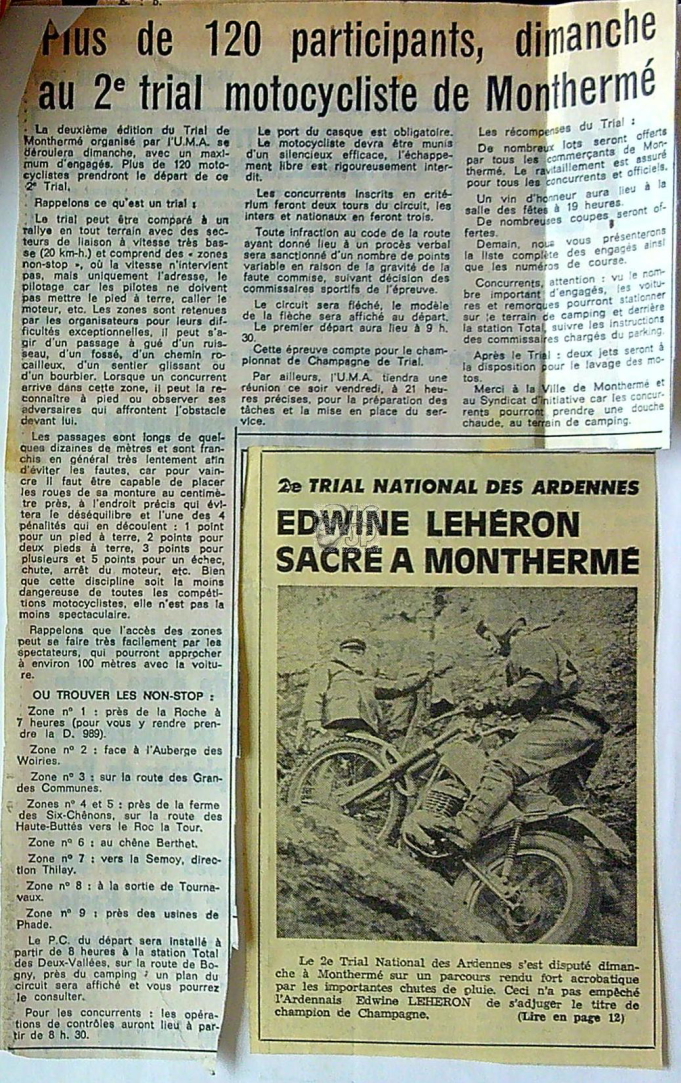 Plus de 120 participants, dimanche
au 2e trial motocycliste de Monthermé
La deuxième édition du Trial de
Monthermé organisé par l'U.M.A. se
déroulera dimanche, avec un maxi-
mum d'engagés. Plus de 120 moto-
cyclistes prendront le départ de ce
2e Trial.
Rappelons ce qu'est un trial :
Le trial peut être comparé à un
rallye en tout terrain avec des sec-
teurs de liaison à vitesse très bas-
se (20 km-h.) et comprend des « zones
non-stop », où la vitesse n'intervient
pas, mais uniquement l'adresse, le
pilotage car les pilotes ne doivent
pas mettre le pied à terre, caler le
moteur, etc. Les zones sont retenues
par les organisateurs pour leurs dif-
ficultés exceptionnelles, il peut s'a-
gir d'un passage à gué d'un ruis-
seau, d'un fossé, d'un chemin ro-
cailleux, d'un sentier glissant ou
d'un bourbier. Lorsque un concurrent
arrive dans cette zone, il peut la re-
connaître à pied ou observer ses
adversaires qui affrontent l'obstacle
devant lui.
Les passages sont longs de quel-
ques dizaines de mètres et sont fran-
chis en général très lentement afin
d'éviter les fautes, car pour vain-
cre il faut être capable de placer
les roues de sa monture au centimè-
tre près, à l'endroit précis qui évi-
tera le déséquilibre et l'une des 4
pénalités qui en découlent : 1 point
pour un pied à terre, 2 points pour
deux pieds à terre, 3 points pour
plusieurs et 5 points pour un échec,
chute, arrêt du moteur, etc. Bien
que cette discipline soit la moins
dangereuse de toutes les compéti-
tions motocyclistes, elle n'est pas la
moins spectaculaire.
Rappelons que l'accès des zones
peut se faire très facilement par les
spectateurs, qui pourront approcher
à environ 100 mètres avec la voitu-
re.
OU TROUVER LES NON-STOP :
Zone n° 1 : près de la Roche à
7 heures (pour vous y rendre pren-
dre la D. 989).
Zone n° 2 : face à l'Auberge des
Woiries.
Zone n° 3 : sur la route des Gran-
des Communes.
Zones n° 4 et 5 : près de la ferme
des Six-Chênons, sur la route des
Haute-Buttés vers le Roc la Tour.
Zone n° 6 : au chêne Berthet.
Zone n° 7 : vers la Semoy, direc-
tion Thilay.
Zone n° 8 : à la sortie de Tourna-
vaux.
Zone n° 9 : près des usines de
Phade.
Le P.C. du départ sera installé à
partir de 8 heures à la station Total
des Deux-Vallées, sur la route de Bo-
gny, près du camping ; un plan du
circuit sera affiché et vous pourrez
le consulter.
Pour les concurrents : les opéra-
tions de contrôles auront lieu à par-
tir de 8 h. 30.
Le port du casque est obligatoire.
Le motocycliste devra être munis
d'un silencieux efficace, l'échappe-
ment libre est rigoureusement inter-
dit.
Les concurrents inscrits en crité-
rium feront deux tours du circuit, les
inters et nationaux en feront trois.
Toute infraction au code de la route
ayant donné lieu à un procès verbal
sera sanctionné d'un nombre de points
variable en raison de la gravité de la
faute commise, suivant décision des
commissaires sportifs de l'épreuve.
Le circuit sera fléché, le modèle
de la flèche sera affiché au départ.
Le premier départ aura lieu à 9 h.
30.
Cette épreuve compte pour le cham-
pionnat de Champagne de Trial.
Par ailleurs, l'U.M.A. tiendra une
réunion ce soir vendredi, à 21 heu-
res précises, pour la préparation des
tâches et la mise en place du ser-
vice.
Les récompenses du Trial :
De nombreux lots seront offerts
par tous les commerçants de Mon-
thermé. Le ravitaillement est assuré
pour tous les concurrents et officiels.
Un vin d'honneur aura lieu à la
salle des fêtes à 19 heures.
De nombreuses coupes seront of-
fertes.
Demain, nous vous présenterons
la liste complète des engagés ainsi
que les numéros de course.
Concurrents, attention : vu le nom-
bre important d'engagés, les voitu-
res et remorques pourront stationner
sur le terrain de camping et derrière
la station Total, suivre les instructions
des commissaires chargés du parking.
Après le Trial : deux jets seront à
la disposition pour le lavage des mo-
tos.
Merci à la Ville de Monthermé et
au Syndicat d'initiative car les concur-
rents pourront prendre une douche
chaude, au terrain de camping.
2e TRIAL NATIONAL DES ARDENNES
EDWINE LEHÉRON
SACRÉ A MONTHERMÉ
Le 2e Trial National des Ardennes s'est disputé diman-
che à Monthermé sur un parcours rendu fort acrobatique
par les importantes chutes de pluie. Ceci n'a pas empêché
l'Ardennais Edwine LEHERON de s'adjuger le titre de
champion de Champagne. (Lire en page 12)